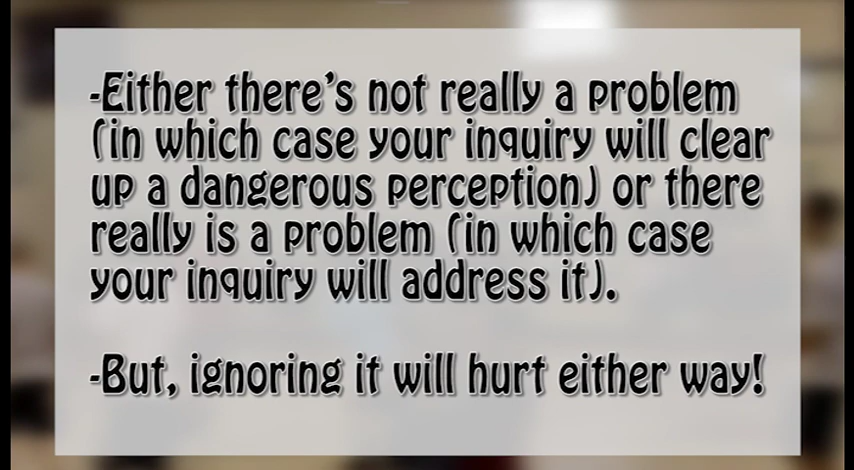 -Either there's not really a problem
(in which case your inquiry will clear
up a dangerous perception) or there
really is a problem (in which case
your inquiry will address it).
-But, ignoring it will hurt either way!